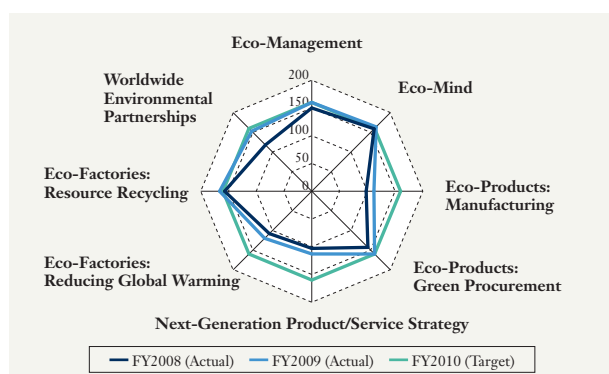 Eco-Management
200
150
100
50
0
Eco-Mind
Worldwide
Environmental
Partnerships
Eco-Factories:
Resource Recycling
Eco-Products:
Manufacturing
Eco-Factories:
Reducing Global Warming
Eco-Products:
Green Procurement
Next-Generation Product/Service Strategy
FY2008 (Actual) FY2009 (Actual) FY2010 (Target)